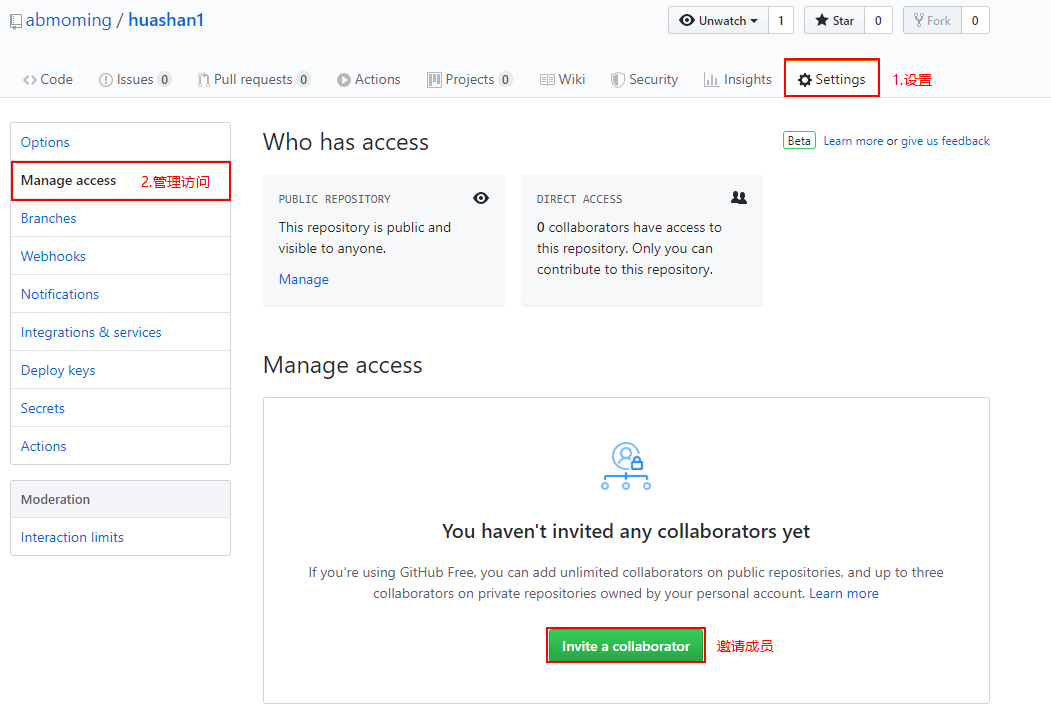 abmoming / huashan1
Unwatch 1 Star 0 Fork 0
Code Issues 0 Pull requests 0 Actions Projects 0 Wiki Security Insights Settings 1.设置
Options
Manage access 2.管理访问
Branches
Webhooks
Notifications
Integrations & services
Deploy keys
Secrets
Actions
Moderation
Interaction limits
Who has access
Beta Learn more or give us feedback
PUBLIC REPOSITORY
This repository is public and
visible to anyone.
Manage
DIRECT ACCESS
0 collaborators have access to
this repository. Only you can
contribute to this repository.
Manage access
You haven't invited any collaborators yet
If you're using GitHub Free, you can add unlimited collaborators on public repositories, and up to three
collaborators on private repositories owned by your personal account. Learn more
Invite a collaborator 邀请成员